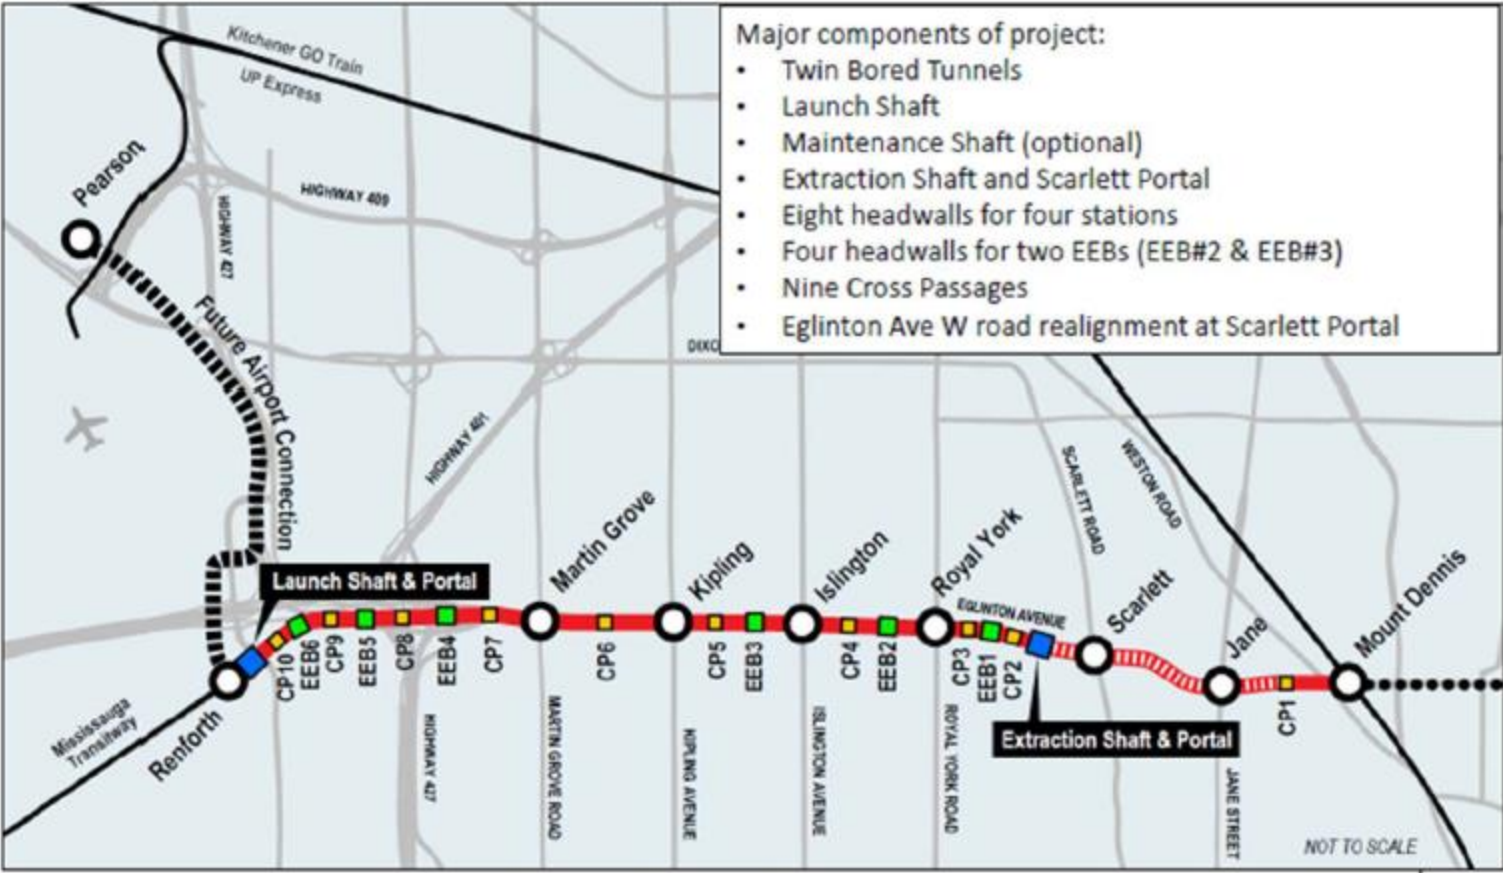 Major components of project:
• Twin Bored Tunnels
• Launch Shaft
• Maintenance Shaft (optional)
• Extraction Shaft and Scarlett Portal
• Eight headwalls for four stations
• Four headwalls for two EEBs (EEB#2 & EEB#3)
• Nine Cross Passages
• Eglinton Ave W road realignment at Scarlett Portal
Kitchener GO Train
UP Express
Pearson
HIGHWAY 409
HIGHWAY 427
Future Airport Connection
DIXO
HIGHWAY 401
SCARLETT ROAD
WESTON ROAD
Launch Shaft & Portal
Martin Grove
Kipling
Islington
Royal York
EGLINTON AVENUE
Scarlett
Jane
Mount Dennis
CP10
EEB6
CP9
EEB5
CP8
EEB4
CP7
CP6
CP5
EEB3
CP4
EEB2
CP3
EEB1
CP2
CP1
Mississauga
Transitway
Renforth
HIGHWAY 427
MARTIN GROVE ROAD
KIPLING AVENUE
ISLINGTON AVENUE
ROYAL YORK ROAD
Extraction Shaft & Portal
JANE STREET
NOT TO SCALE